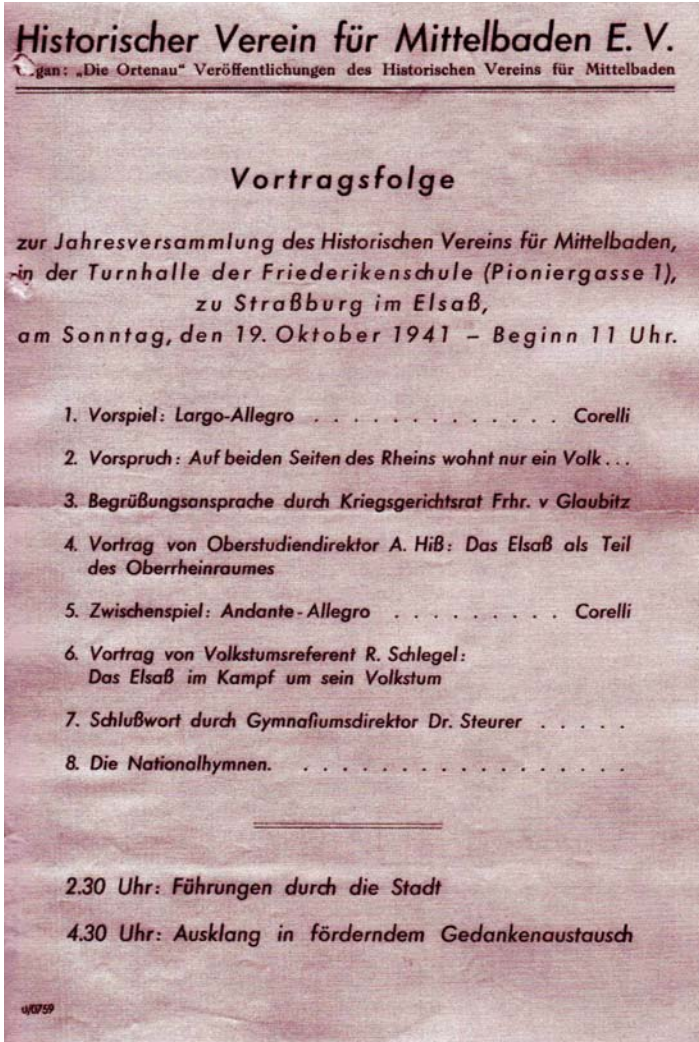 Historischer Verein für Mittelbaden E. V.
„Die Ortenau“ Veröffentlichungen des Historischen Vereins für Mittelbaden
Vortragsfolge
zur Jahresversammlung des Historischen Vereins für Mittelbaden,
in der Turnhalle der Friederikenschule (Pioniergasse 1),
zu Straßburg im Elsaß,
am Sonntag, den 19. Oktober 1941 – Beginn 11 Uhr.
1. Vorspiel: Largo-Allegro . . . . . . . . . . . . . Corelli
2. Vorspruch: Auf beiden Seiten des Rheins wohnt nur ein Volk . . .
3. Begrüßungsansprache durch Kriegsgerichtsrat Frhr. v Glaubitz
4. Vortrag von Oberstudiendirektor A. Hiß: Das Elsaß als Teil
des Oberrheinraumes
5. Zwischenspiel: Andante-Allegro . . . . . . . . . Corelli
6. Vortrag von Volkstumsreferent R. Schlegel:
Das Elsaß im Kampf um sein Volkstum
7. Schlußwort durch Gymnasiumsdirektor Dr. Steurer . . . . .
8. Die Nationalhymnen. . . . . . . . . . . . . . . . . .
2.30 Uhr: Führungen durch die Stadt
4.30 Uhr: Ausklang in förderndem Gedankenaustausch